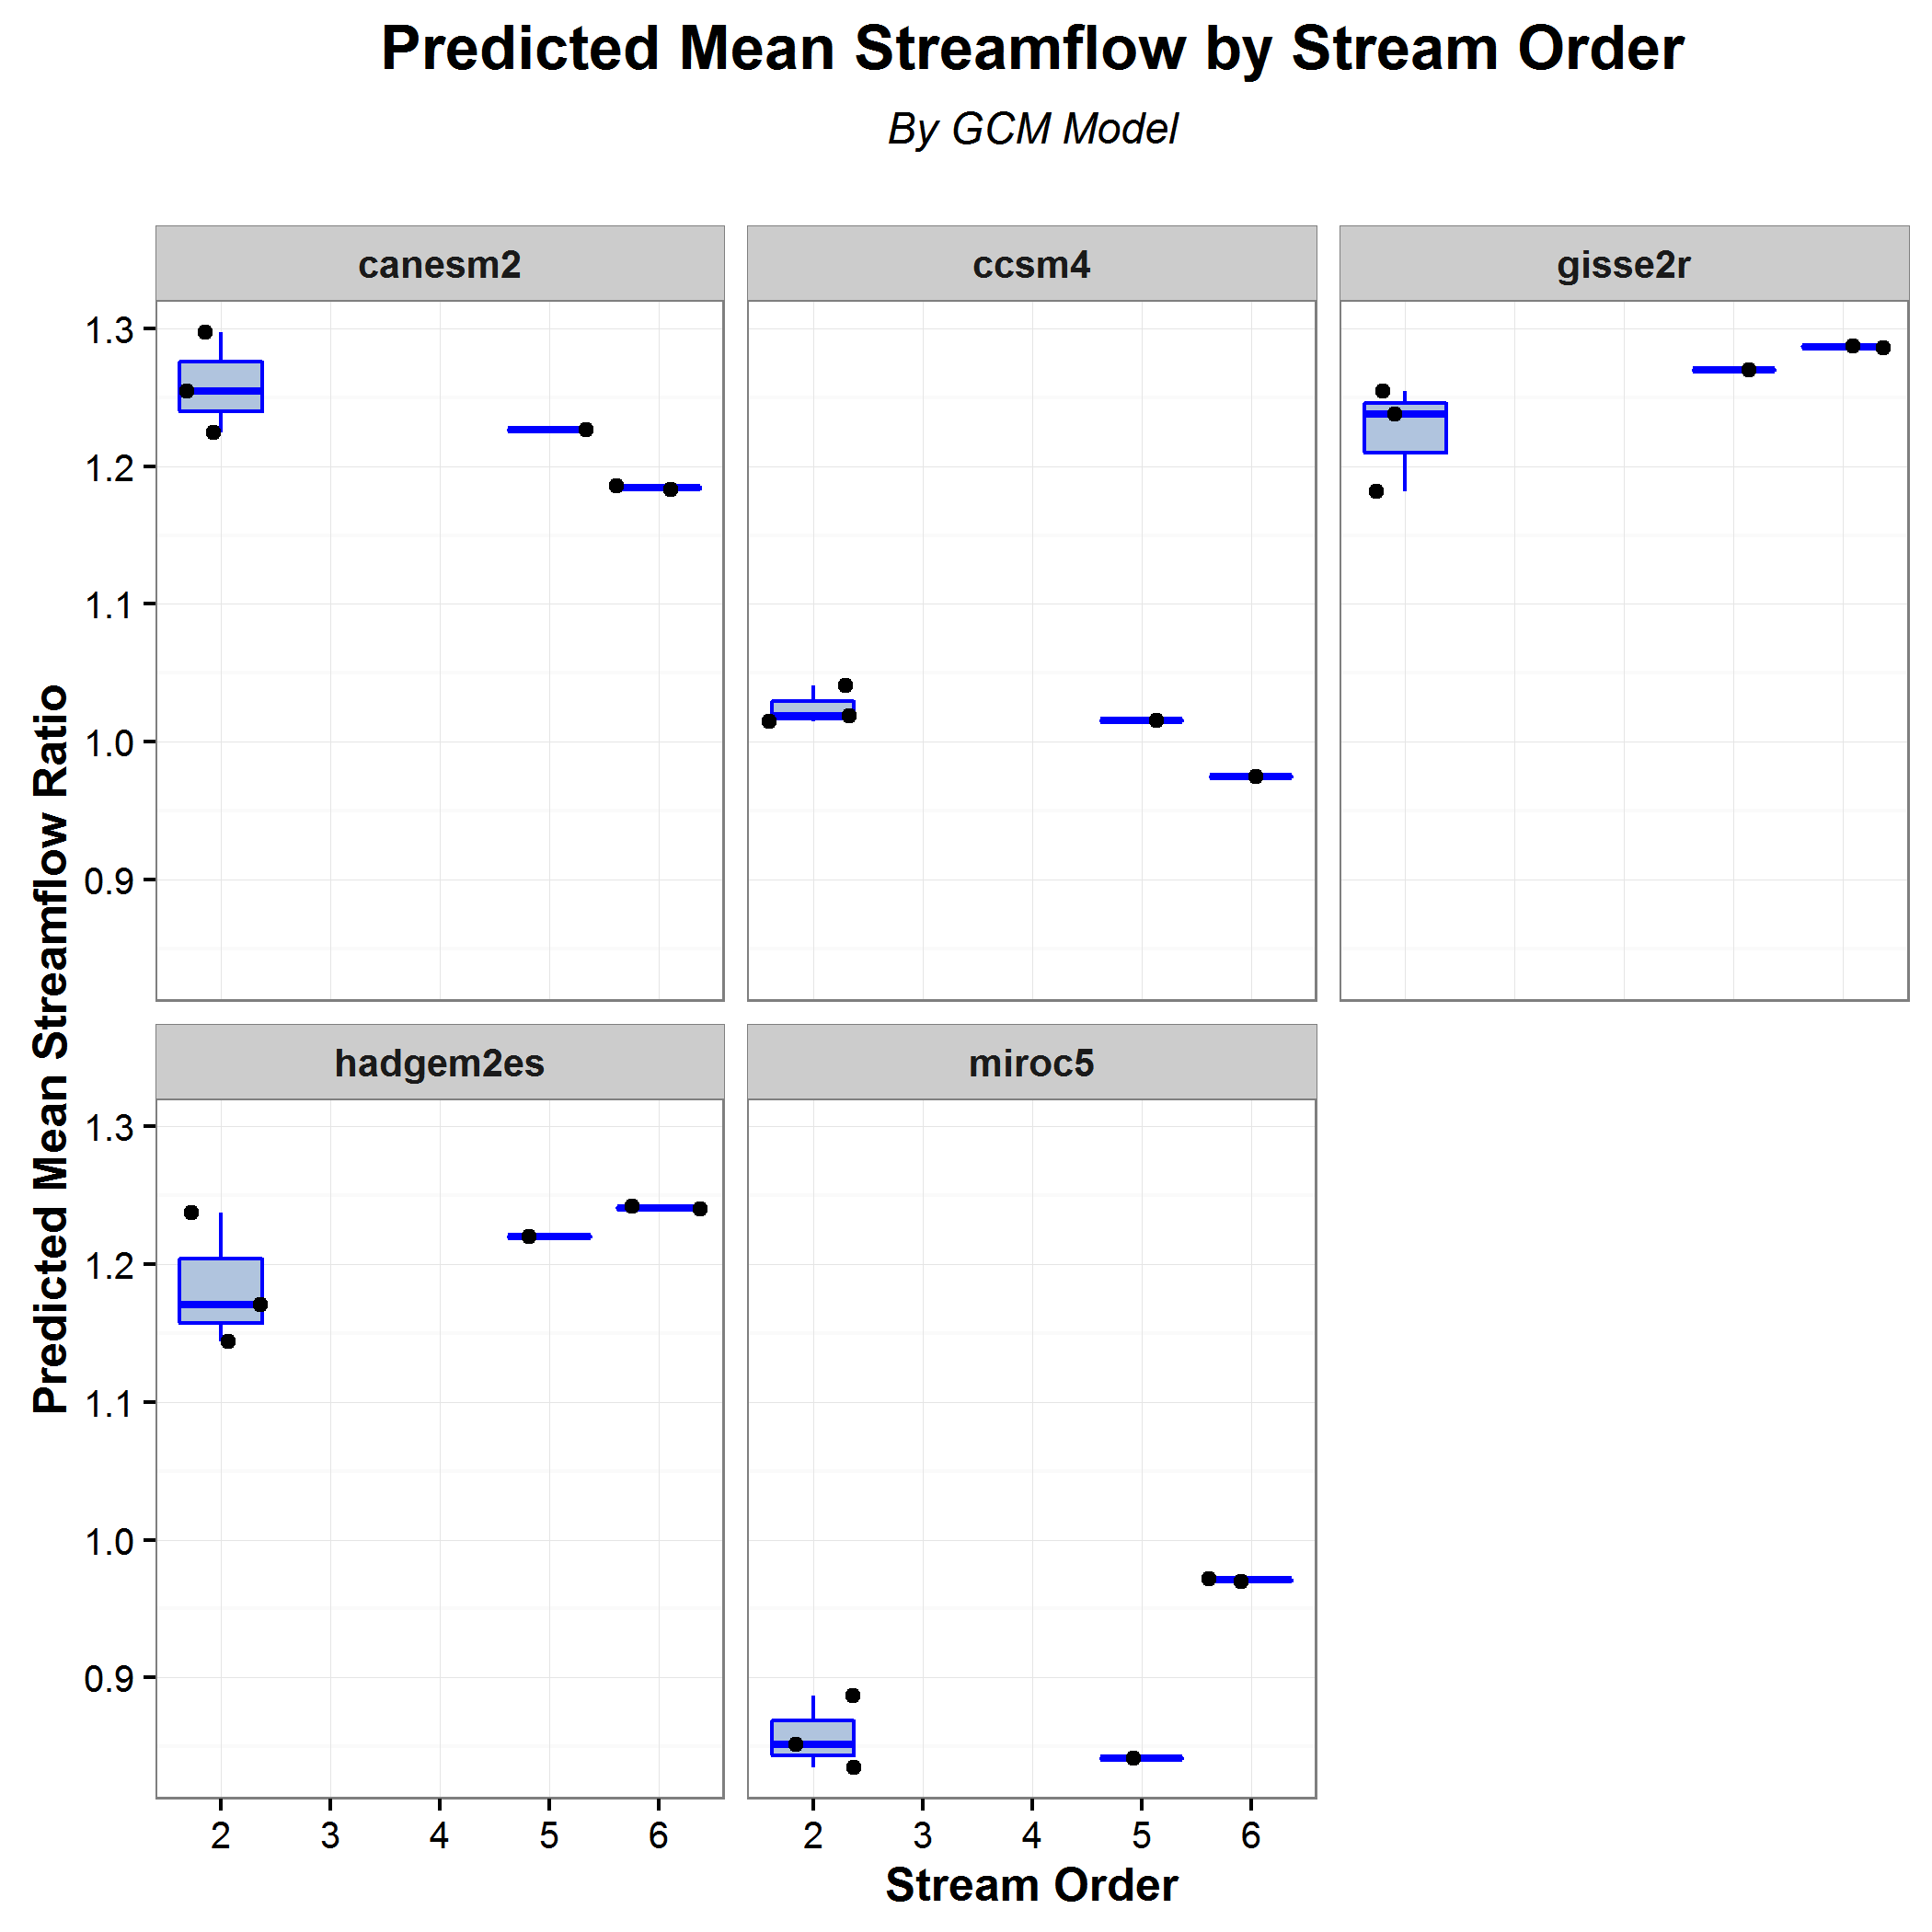 Predicted Mean Streamflow by Stream Order
By GCM Model
canesm2
ccsm4
gisse2r
1.3
1.2
1.1
1.0
0.9
Predicted Mean Streamflow Ratio
hadgem2es
miroc5
1.3
1.2
1.1
1.0
0.9
2 3 4 5 6
2 3 4 5 6
Stream Order